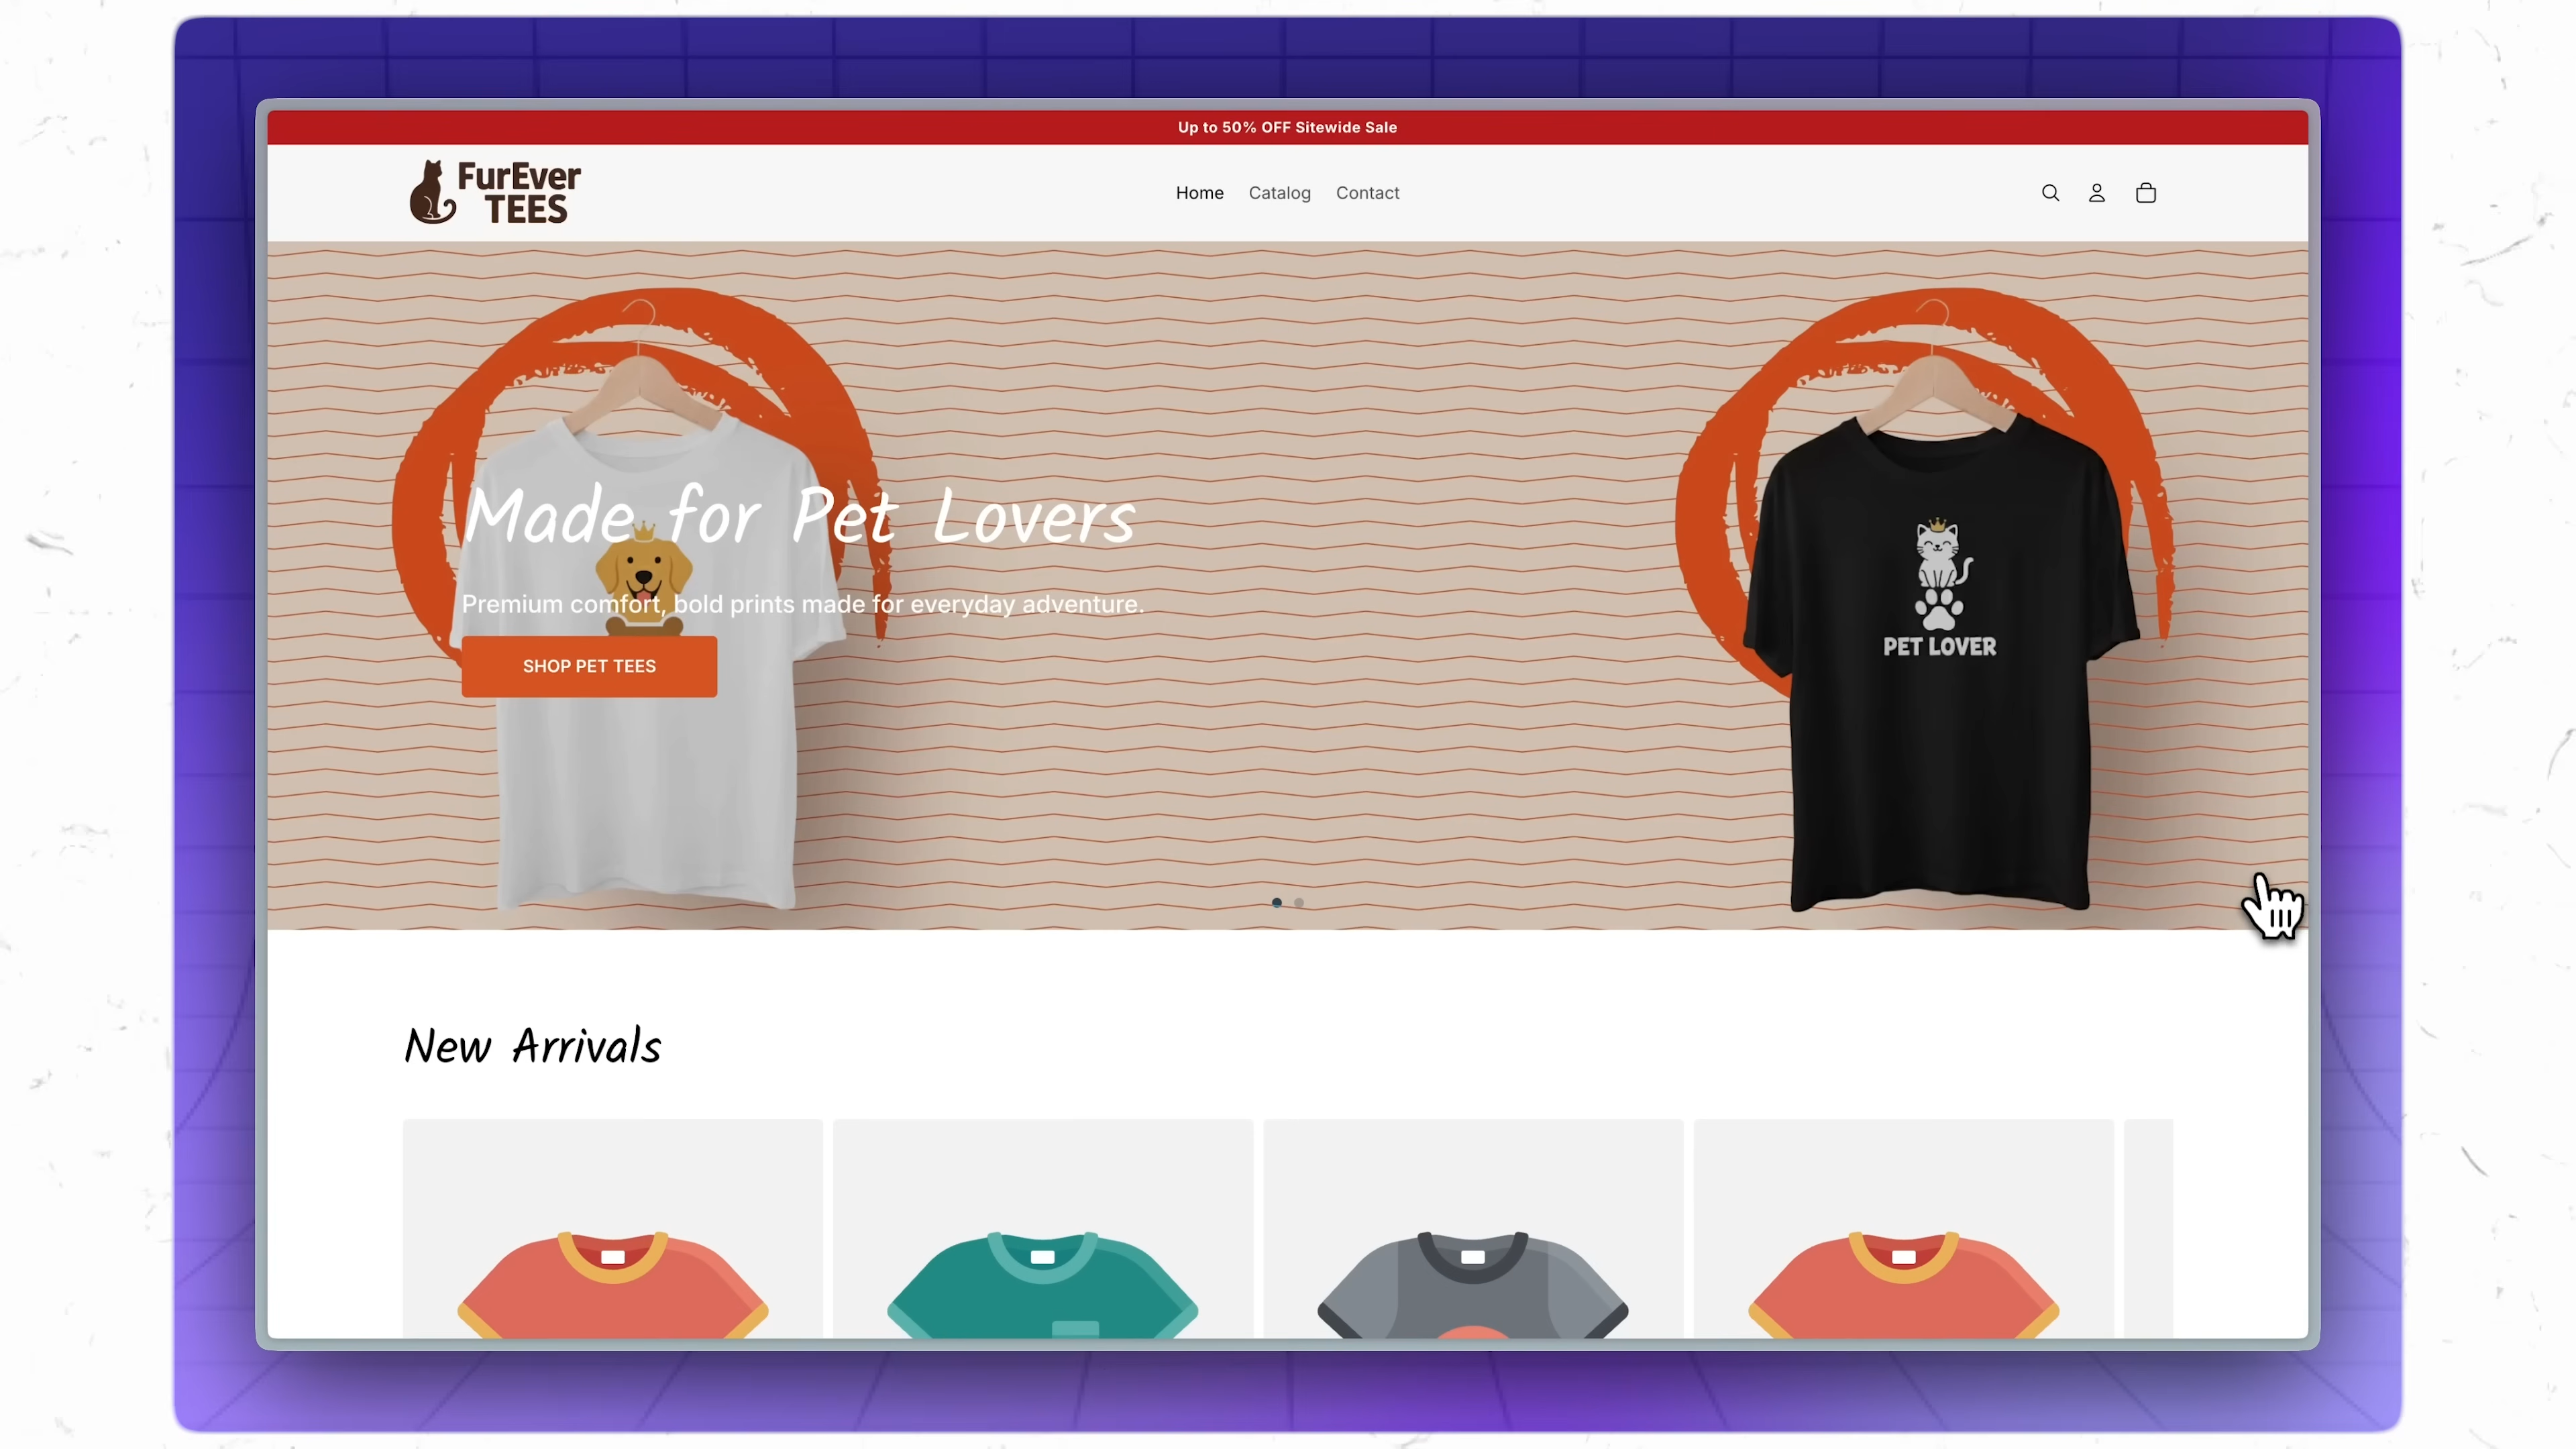 Up to 50% OFF Sitewide Sale
FurEver
TEES
Home Catalog Contact
Made for Pet Lovers
Premium comfort, bold prints made for everyday adventure.
SHOP PET TEES
PET LOVER
New Arrivals